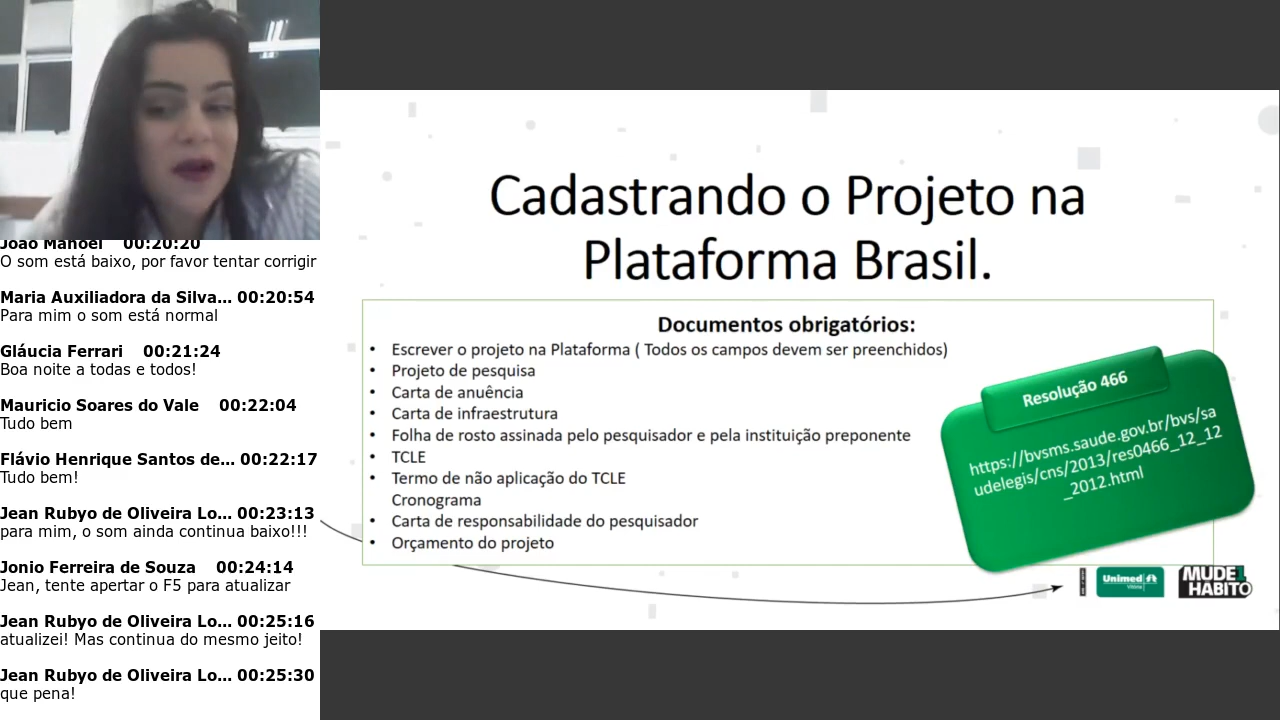 João Manoel 00:20:20
O som está baixo, por favor tentar corrigir
Maria Auxiliadora da Silva... 00:20:54
Para mim o som está normal
Gláucia Ferrari 00:21:24
Boa noite a todas e todos!
Mauricio Soares do Vale 00:22:04
Tudo bem
Flávio Henrique Santos de... 00:22:17
Tudo bem!
Jean Rubyo de Oliveira Lo... 00:23:13
para mim, o som ainda continua baixo!!!
Jonio Ferreira de Souza 00:24:14
Jean, tente apertar o F5 para atualizar
Jean Rubyo de Oliveira Lo... 00:25:16
atualizei! Mas continua do mesmo jeito!
Jean Rubyo de Oliveira Lo... 00:25:30
que pena!
Cadastrando o Projeto na
Plataforma Brasil.
Documentos obrigatórios:
• Escrever o projeto na Plataforma ( Todos os campos devem ser preenchidos)
• Projeto de pesquisa
• Carta de anuência
• Carta de infraestrutura
• Folha de rosto assinada pelo pesquisador e pela instituição preponente
• TCLE
• Termo de não aplicação do TCLE
Cronograma
• Carta de responsabilidade do pesquisador
• Orçamento do projeto
Resolução 466
https://bvsms.saude.gov.br/bvs/sa
udelegis/cns/2013/res0466_12_12
_2012.html
Unimed
MUDE1
HABITO